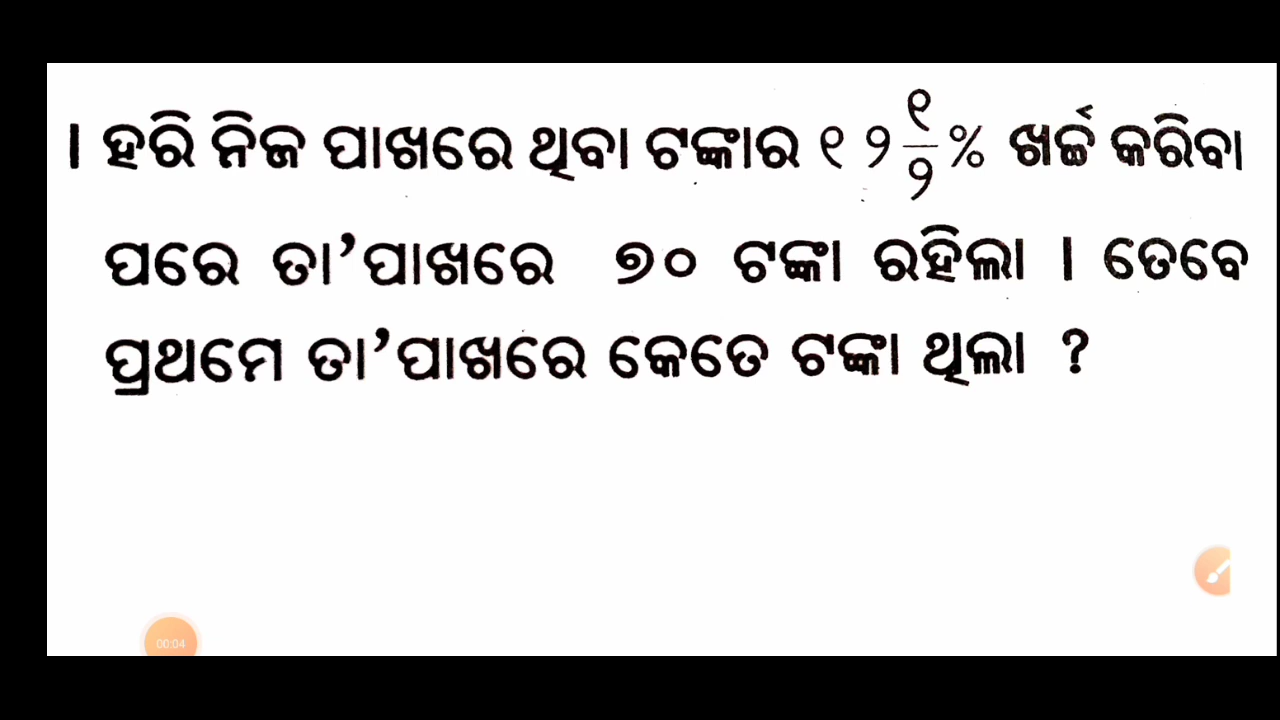 । ହରି ନିଜ ପାଖରେ ଥିବା ଟଙ୍କାର ୧୨ ୧/୨ % ଖର୍ଚ୍ଚ କରିବା
ପରେ ତା’ପାଖରେ ୭୦ ଟଙ୍କା ରହିଲା । ତେବେ
ପ୍ରଥମେ ତା’ପାଖରେ କେତେ ଟଙ୍କା ଥିଲା ?
00:04